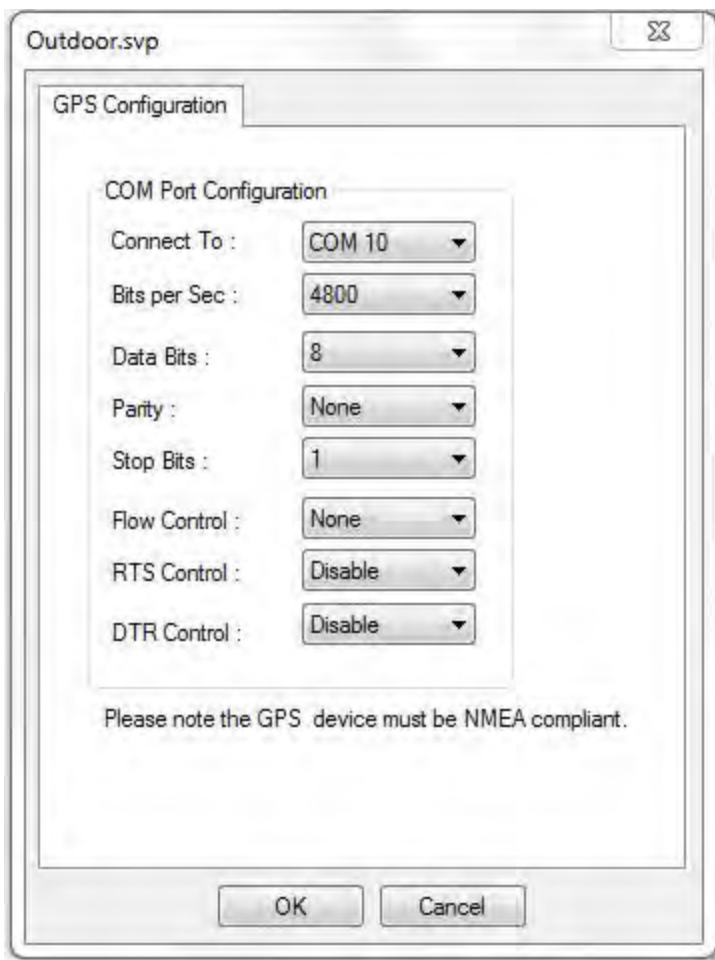 Outdoor.svp
GPS Configuration
COM Port Configuration
Connect To : COM 10
Bits per Sec : 4800
Data Bits : 8
Parity : None
Stop Bits : 1
Flow Control : None
RTS Control : Disable
DTR Control : Disable
Please note the GPS device must be NMEA compliant.
OK Cancel